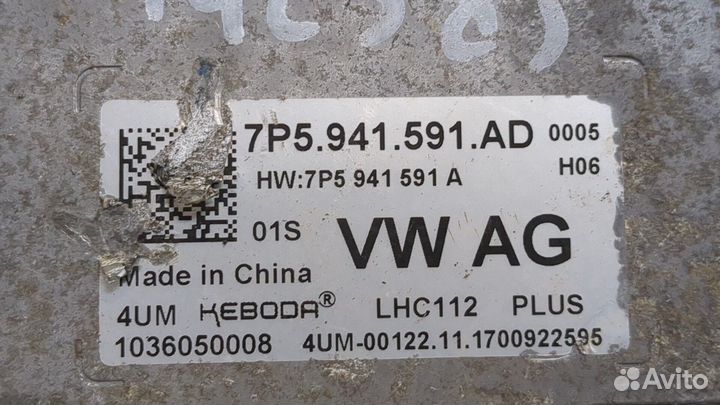 7P5.941.591.AD 0005
HW:7P5 941 591 A H06
01S VW AG
Made in China
4UM KEBODA® LHC112 PLUS
1036050008 4UM-00122.11.1700922595
Avito